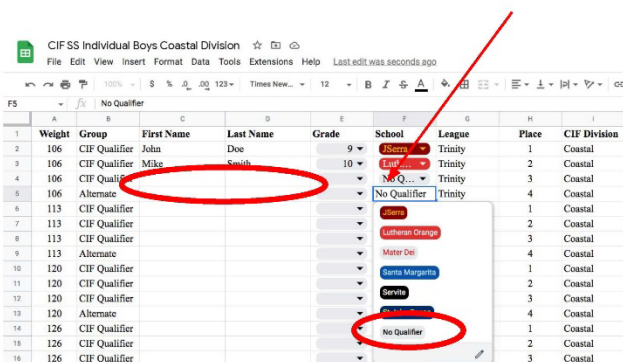 CIFSS Individual Boys Coastal Division
File Edit View Insert Format Data Tools Extensions Help Last edit was seconds ago
100% $ % .0 .00 123 Times New... 12 B I S A
F5 fx No Qualifier
A B C D E F G H I
1 Weight Group First Name Last Name Grade School League Place CIF Division
2 106 CIF Qualifier John Doe 9 JSerra Trinity 1 Coastal
3 106 CIF Qualifier Mike Smith 10 Luth... Trinity 2 Coastal
4 106 CIF Qualifier No Q... Trinity 3 Coastal
5 106 Alternate No Qualifier Trinity 4 Coastal
6 113 CIF Qualifier JSerra 1 Coastal
7 113 CIF Qualifier Lutheran Orange 2 Coastal
8 113 CIF Qualifier 3 Coastal
9 113 Alternate Mater Dei 4 Coastal
10 120 CIF Qualifier Santa Margarita 1 Coastal
11 120 CIF Qualifier 2 Coastal
12 120 CIF Qualifier Servite 3 Coastal
13 120 Alternate 4 Coastal
14 126 CIF Qualifier No Qualifier 1 Coastal
15 126 CIF Qualifier 2 Coastal
16 126 CIF Qualifier 3 Coastal